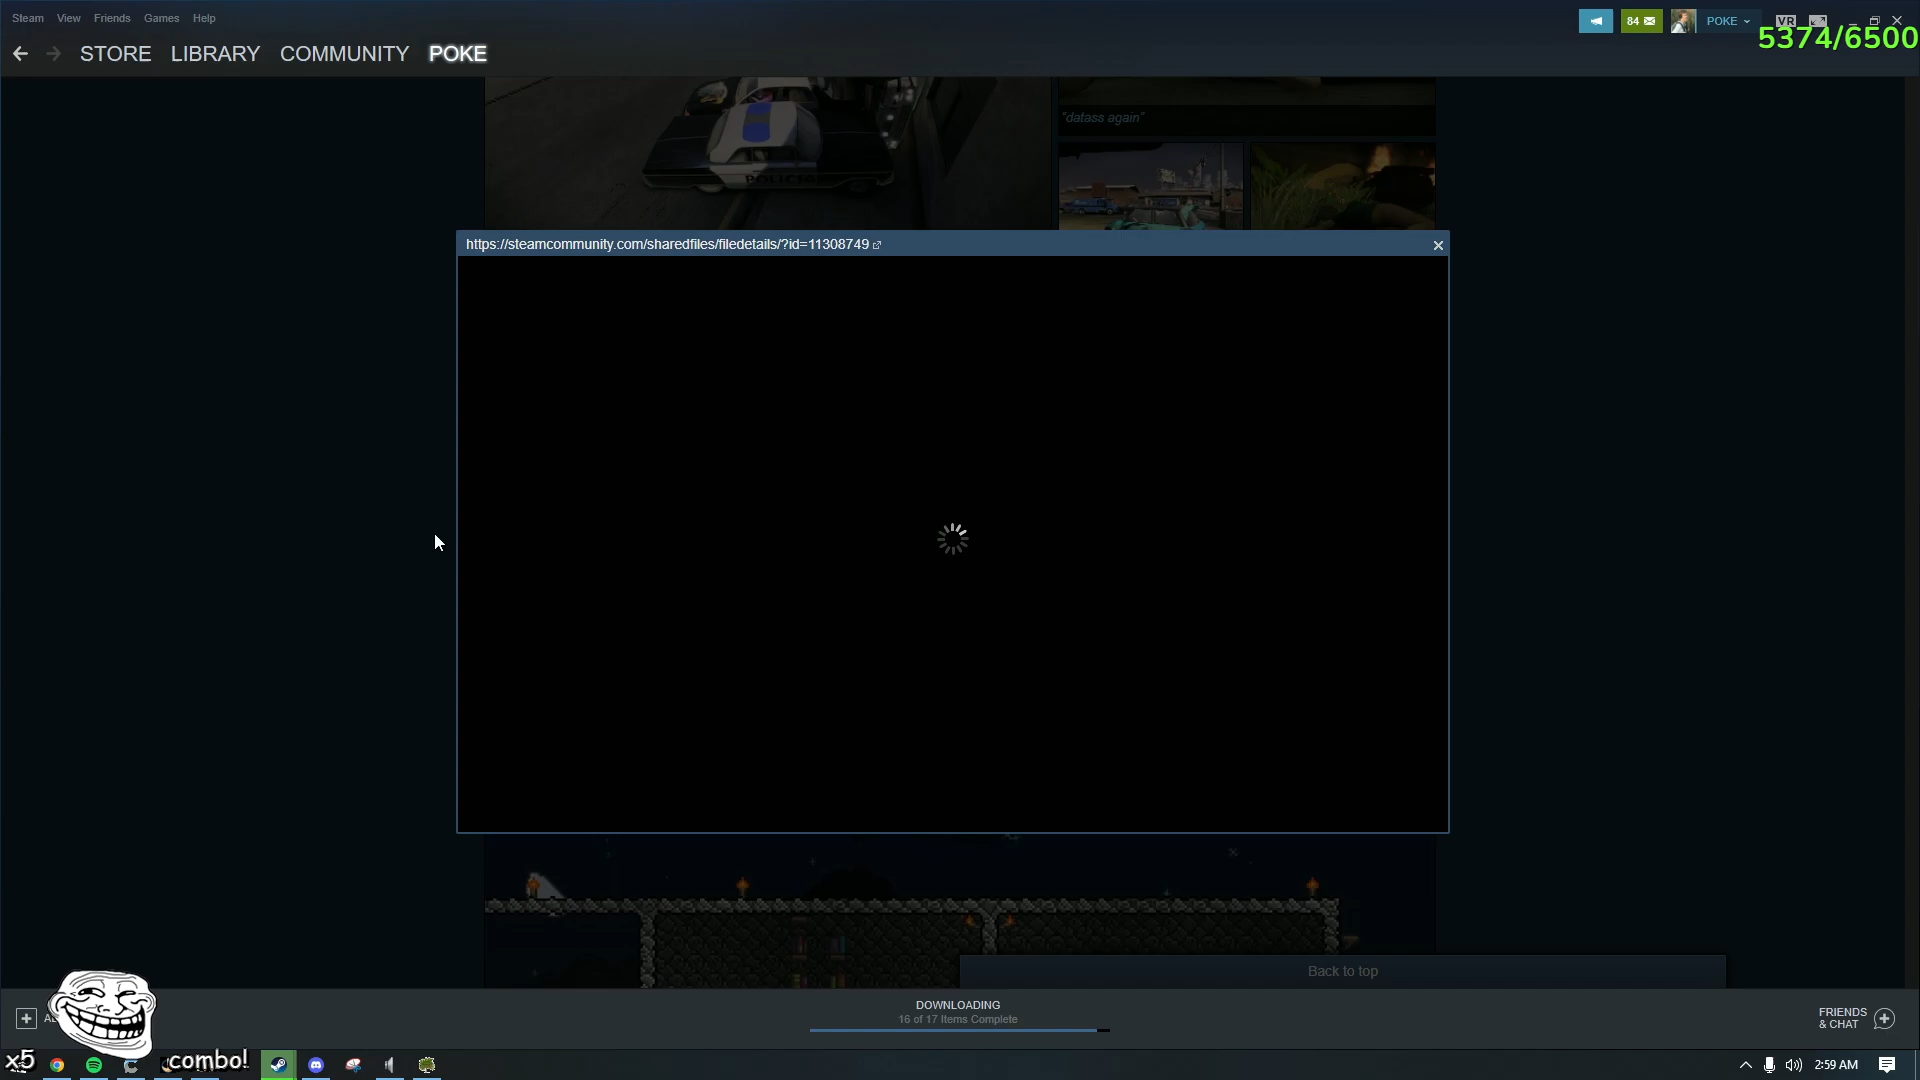 Steam View Friends Games Help
84 POKE VR
5374/6500
STORE LIBRARY COMMUNITY POKE
"datass again"
POLICIA
https://steamcommunity.com/sharedfiles/filedetails/?id=11308749
Back to top
DOWNLOADING
16 of 17 Items Complete
FRIENDS
& CHAT
x5 combo!
2:59 AM